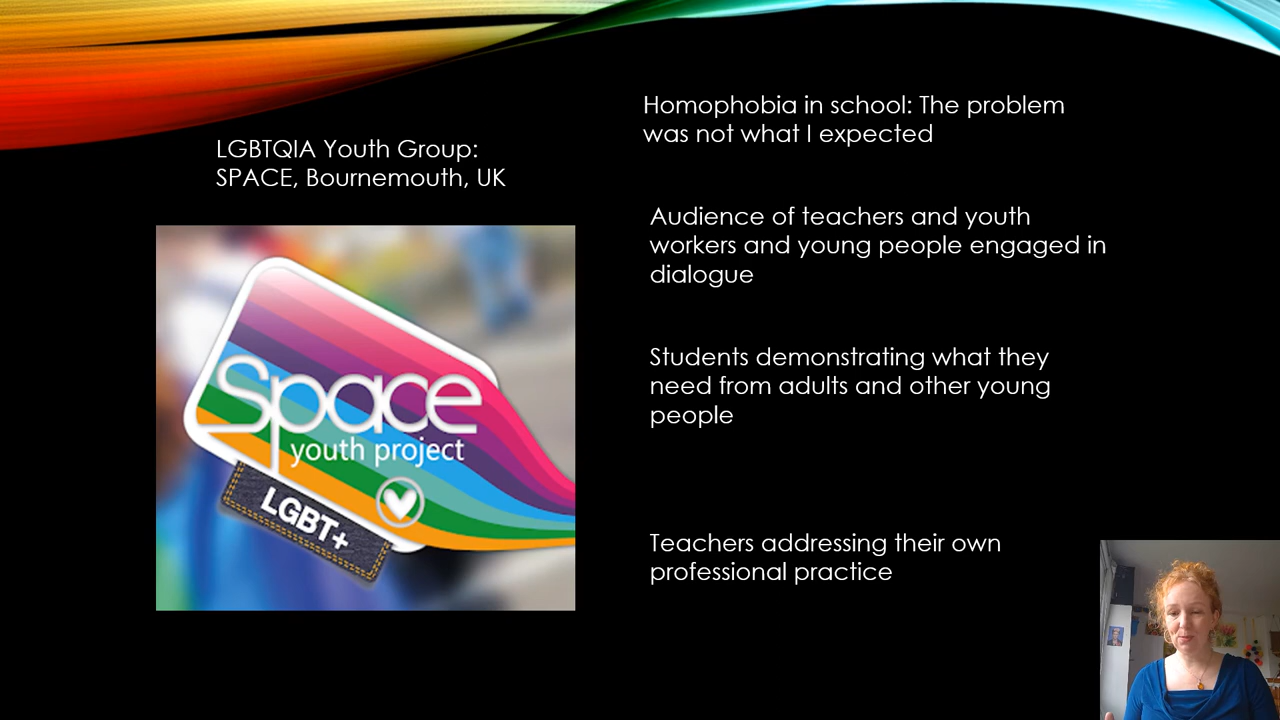 LGBTQIA Youth Group:
SPACE, Bournemouth, UK
space
youth project
LGBT+
Homophobia in school: The problem
was not what I expected
Audience of teachers and youth
workers and young people engaged in
dialogue
Students demonstrating what they
need from adults and other young
people
Teachers addressing their own
professional practice